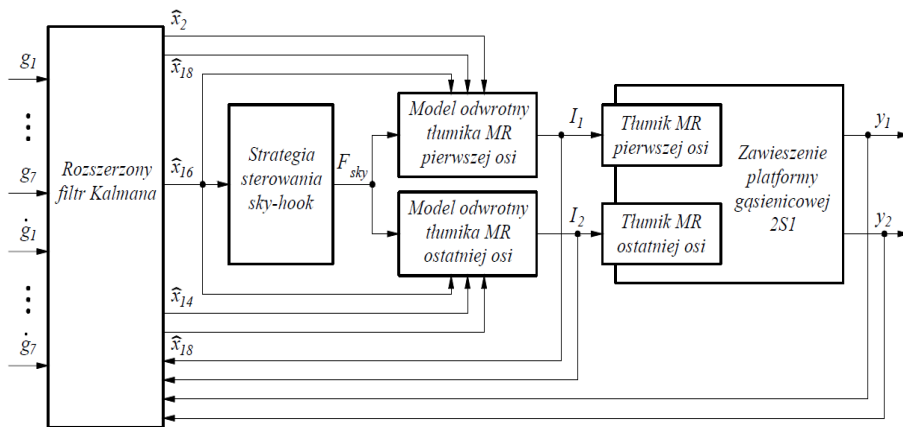 g1
g7
ġ1
ġ7
Rozszerzony
filtr Kalmana
x̂2
x̂18
x̂16
x̂14
x̂18
Strategia
sterowania
sky-hook
Fsky
Model odwrotny
tłumika MR
pierwszej osi
Model odwrotny
tłumika MR
ostatniej osi
I1
I2
Tłumik MR
pierwszej osi
Tłumik MR
ostatniej osi
Zawieszenie
platformy
gąsienicowej
2S1
y1
y2